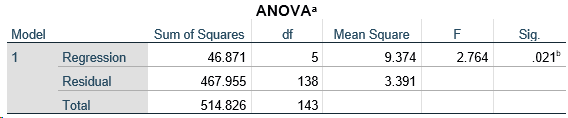 ANOVAa
Model Sum of Squares df Mean Square F Sig.
1 Regression 46.871 5 9.374 2.764 .021b
Residual 467.955 138 3.391
Total 514.826 143